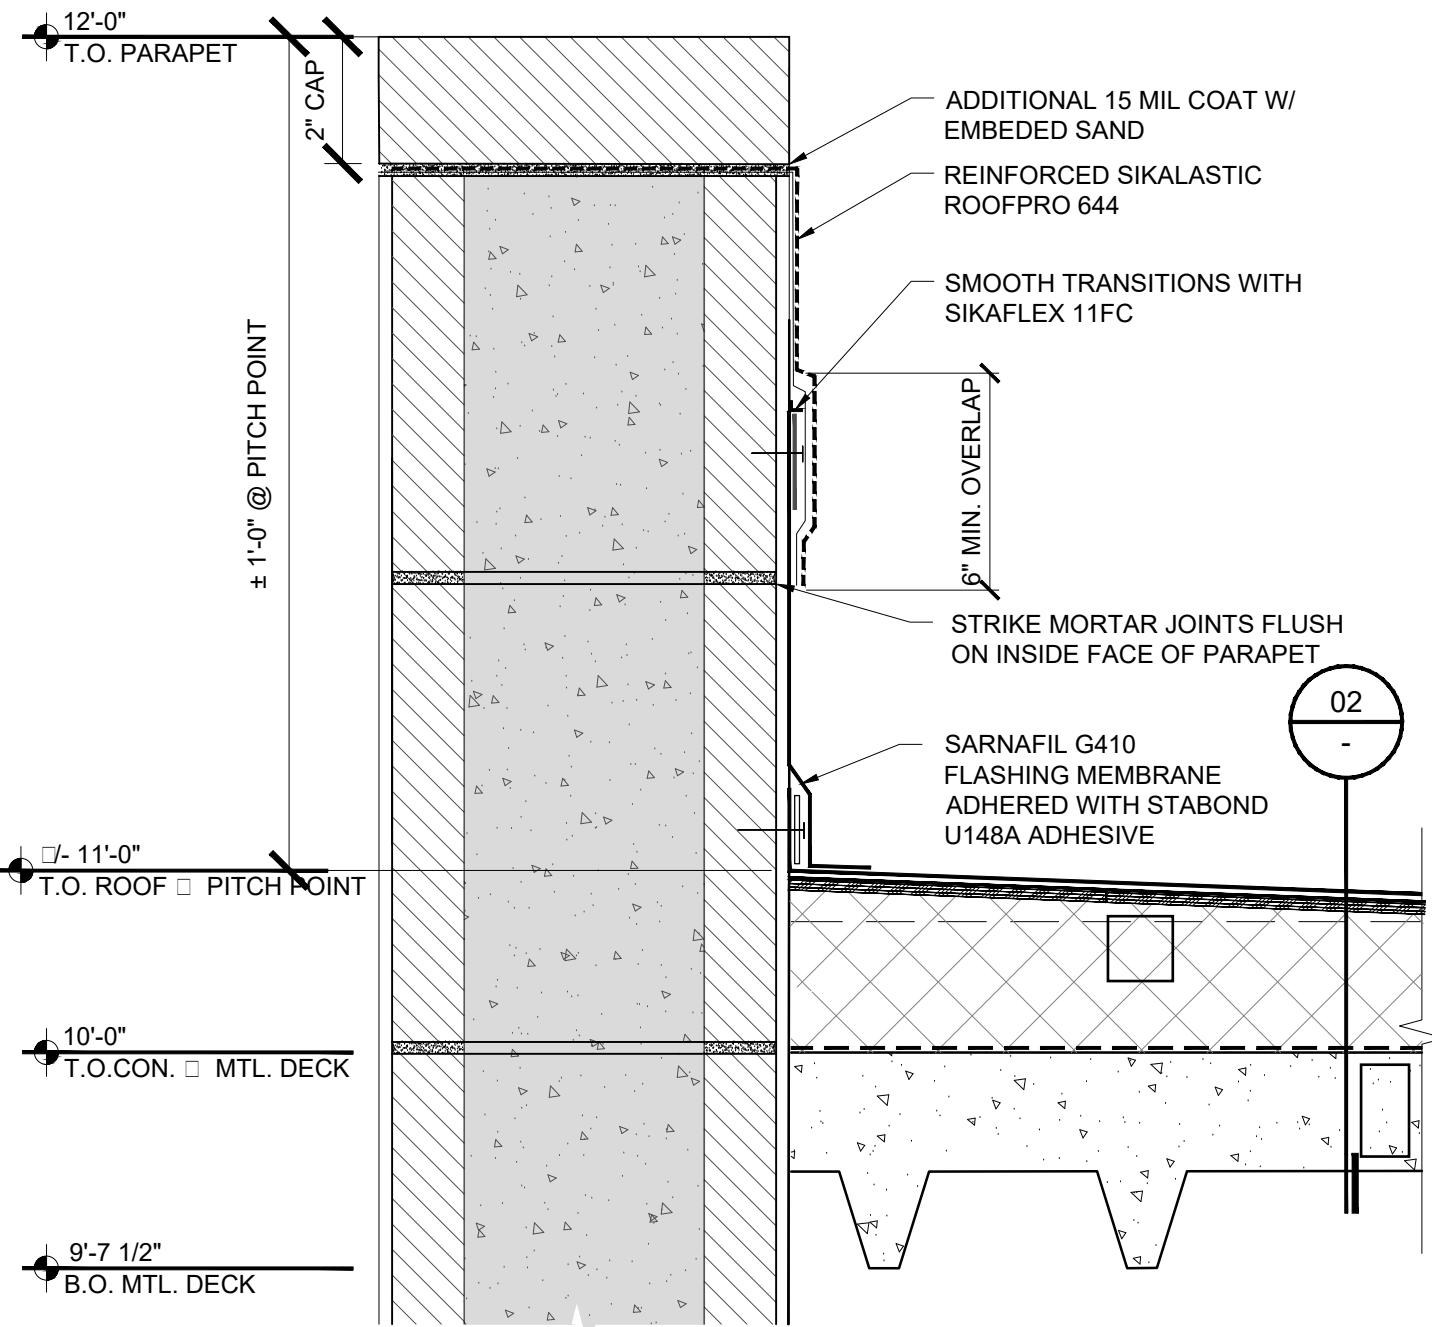 12'-0"
T.O. PARAPET
2" CAP
ADDITIONAL 15 MIL COAT W/
EMBEDED SAND
REINFORCED SIKALASTIC
ROOFPRO 644
SMOOTH TRANSITIONS WITH
SIKAFLEX 11FC
± 1'-0" @ PITCH POINT
6" MIN. OVERLAP
STRIKE MORTAR JOINTS FLUSH
ON INSIDE FACE OF PARAPET
02
-
SARNAFIL G410
FLASHING MEMBRANE
ADHERED WITH STABOND
U148A ADHESIVE
□/- 11'-0"
T.O. ROOF □ PITCH POINT
10'-0"
T.O.CON. □ MTL. DECK
9'-7 1/2"
B.O. MTL. DECK